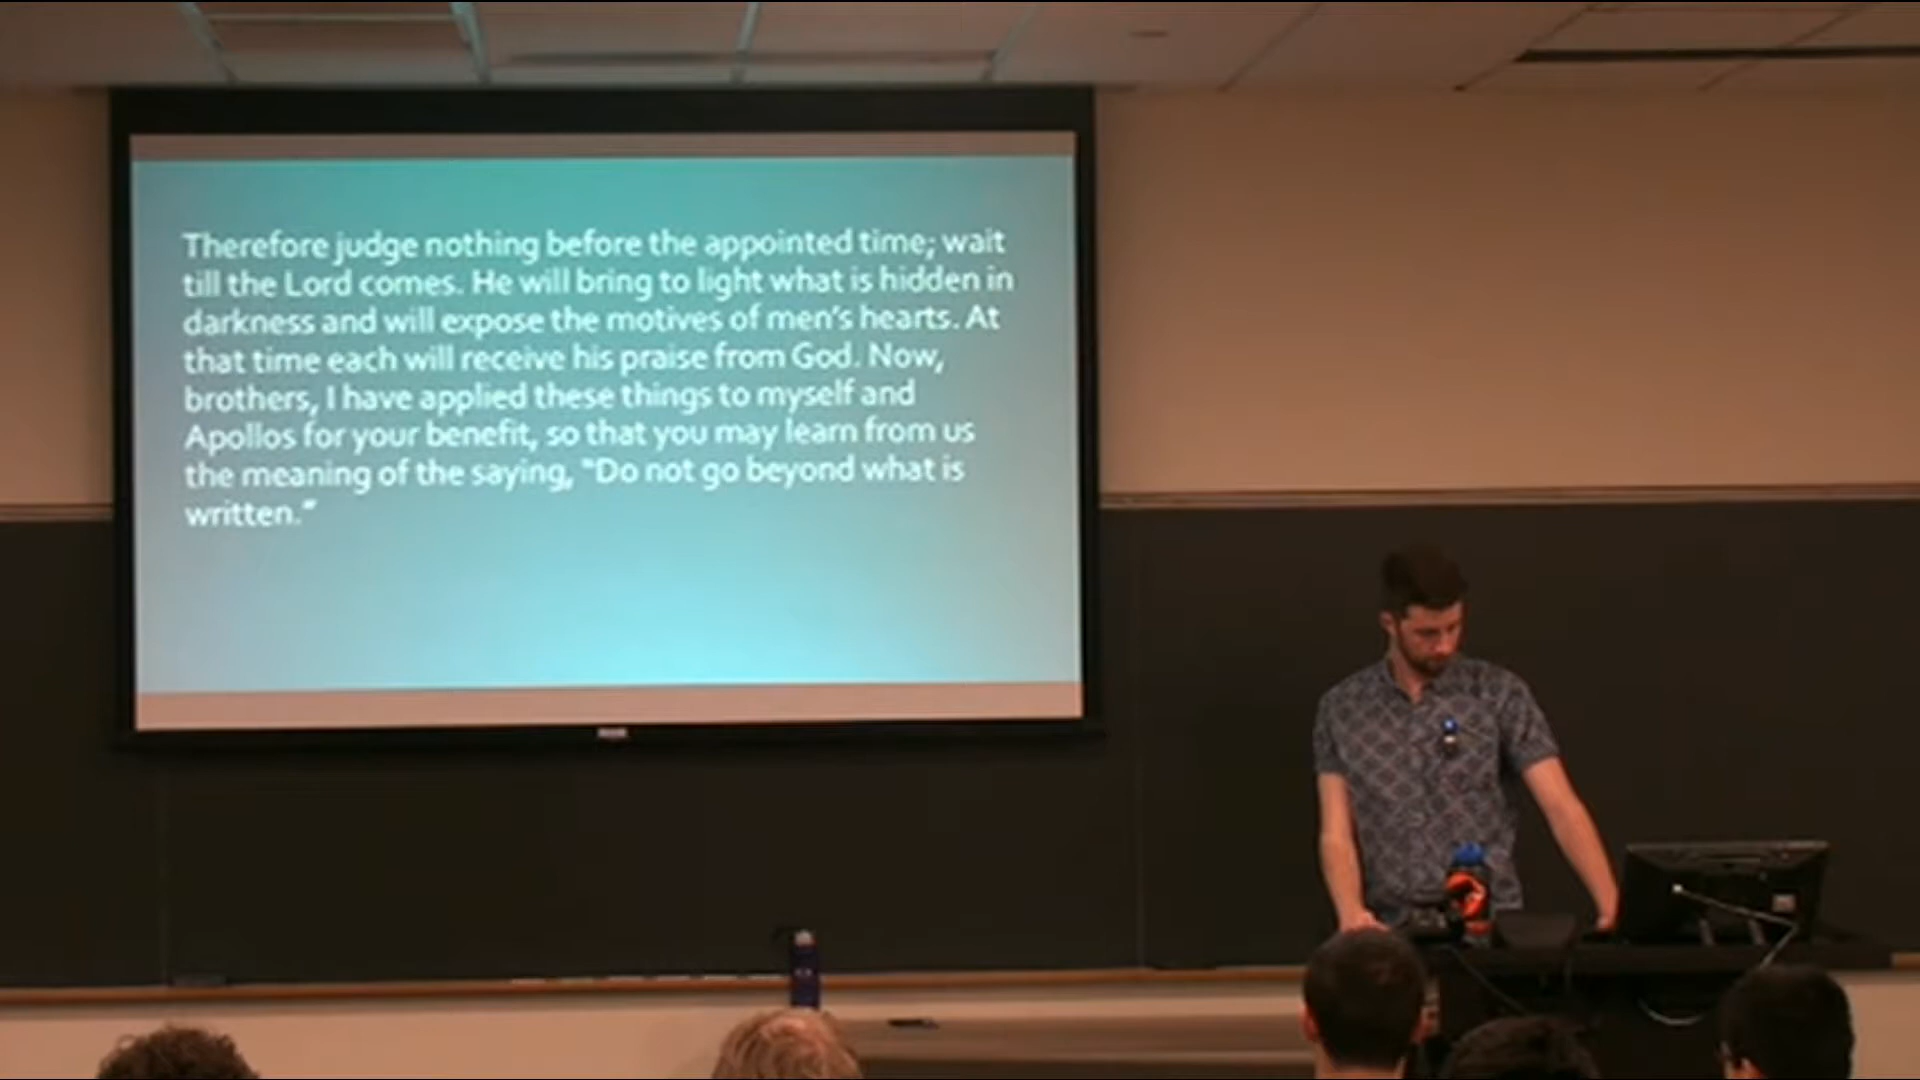 Therefore judge nothing before the appointed time; wait
till the Lord comes. He will bring to light what is hidden in
darkness and will expose the motives of men's hearts. At
that time each will receive his praise from God. Now,
brothers, I have applied these things to myself and
Apollos for your benefit, so that you may learn from us
the meaning of the saying, "Do not go beyond what is
written."